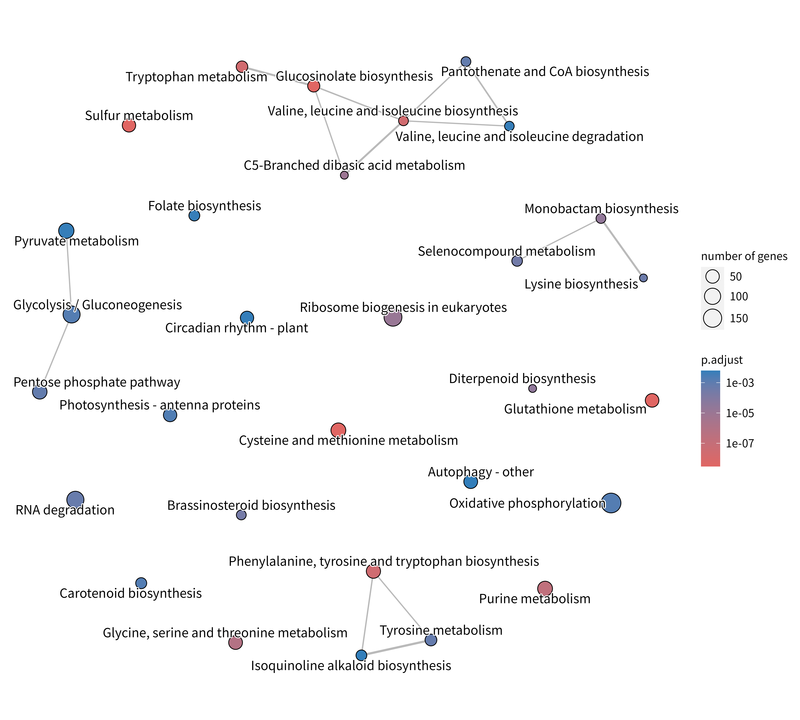 Tryptophan metabolism
Glucosinolate biosynthesis
Pantothenate and CoA biosynthesis
Sulfur metabolism
Valine, leucine and isoleucine biosynthesis
Valine, leucine and isoleucine degradation
C5-Branched dibasic acid metabolism
Folate biosynthesis
Monobactam biosynthesis
Pyruvate metabolism
Selenocompound metabolism
Lysine biosynthesis
number of genes
50
100
150
Glycolysis / Gluconeogenesis
Ribosome biogenesis in eukaryotes
Circadian rhythm - plant
p.adjust
1e-03
1e-05
1e-07
Pentose phosphate pathway
Diterpenoid biosynthesis
Photosynthesis - antenna proteins
Glutathione metabolism
Cysteine and methionine metabolism
Autophagy - other
RNA degradation
Brassinosteroid biosynthesis
Oxidative phosphorylation
Phenylalanine, tyrosine and tryptophan biosynthesis
Carotenoid biosynthesis
Purine metabolism
Glycine, serine and threonine metabolism
Tyrosine metabolism
Isoquinoline alkaloid biosynthesis